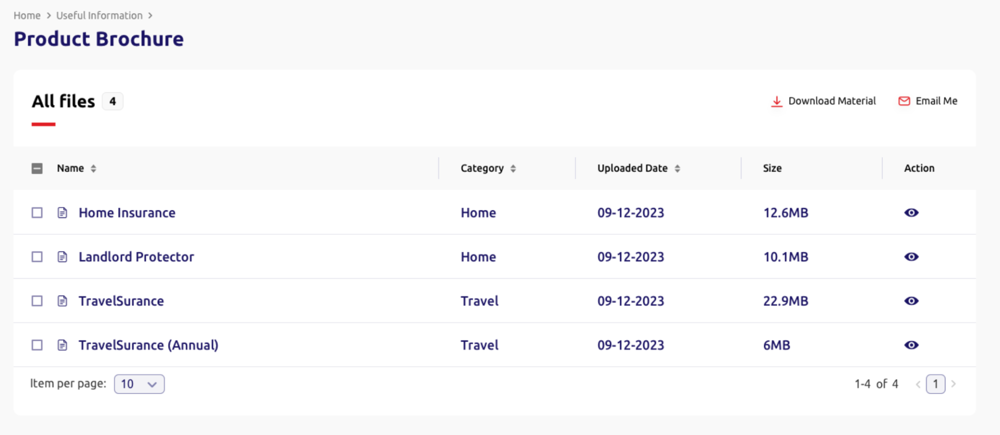 Home > Useful Information >
Product Brochure
All files 4
Download Material Email Me
Name Category Uploaded Date Size Action
Home Insurance Home 09-12-2023 12.6MB
Landlord Protector Home 09-12-2023 10.1MB
TravelSurance Travel 09-12-2023 22.9MB
TravelSurance (Annual) Travel 09-12-2023 6MB
Item per page: 10 1-4 of 4 < 1 >